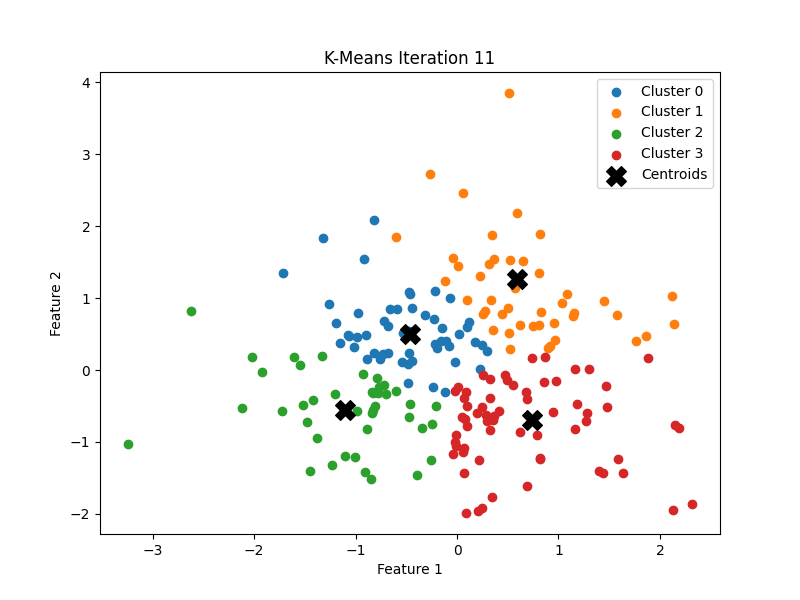 K-Means Iteration 11
Cluster 0
Cluster 1
Cluster 2
Cluster 3
Centroids
4
3
2
1
0
−1
−2
Feature 2
−3
−2
−1
0
1
2
Feature 1